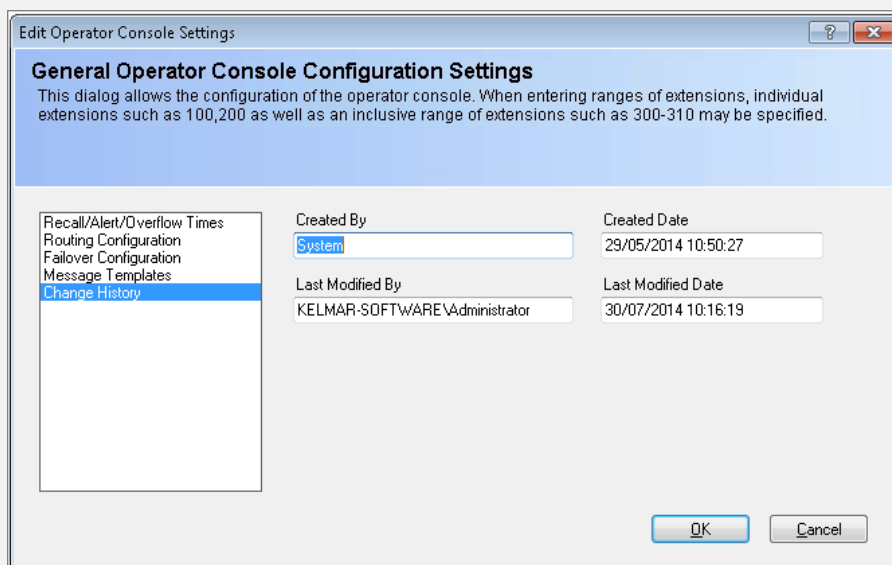 Edit Operator Console Settings
General Operator Console Configuration Settings
This dialog allows the configuration of the operator console. When entering ranges of extensions, individual
extensions such as 100,200 as well as an inclusive range of extensions such as 300-310 may be specified.
Recall/Alert/Overflow Times
Routing Configuration
Failover Configuration
Message Templates
Change History
Created By
System
Created Date
29/05/2014 10:50:27
Last Modified By
KELMAR-SOFTWARE\Administrator
Last Modified Date
30/07/2014 10:16:19
OK
Cancel